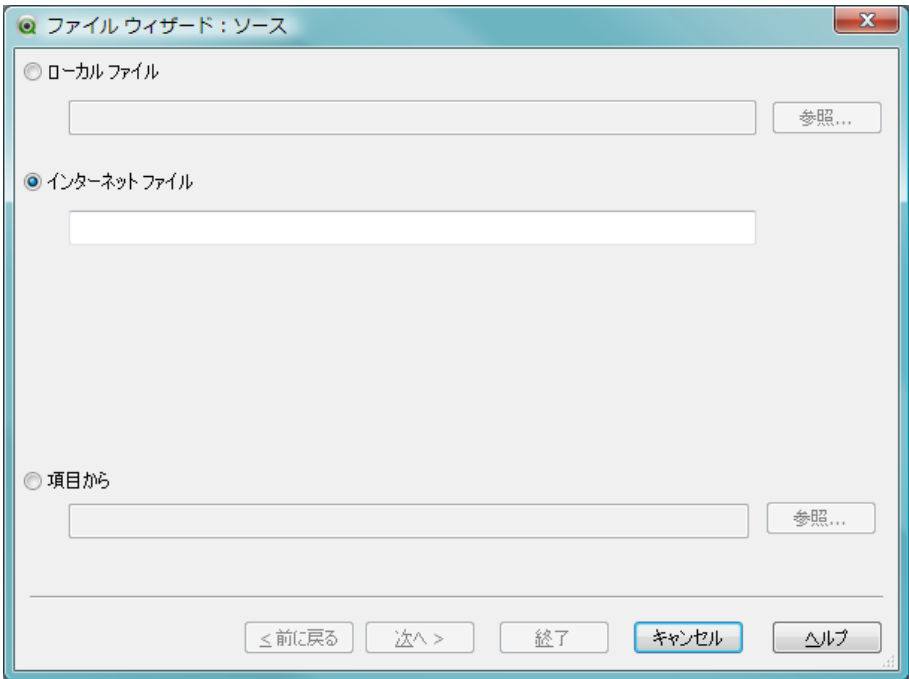 ファイル ウィザード : ソース
ローカル ファイル
参照...
インターネット ファイル
項目から
参照...
< 前に戻る 次へ > 終了 キャンセル ヘルプ